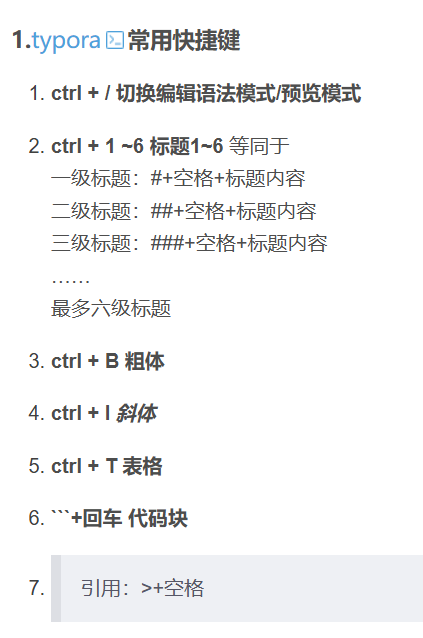 1.typora常用快捷键
1. ctrl + / 切换编辑语法模式/预览模式
2. ctrl + 1 ~6 标题1~6 等同于
一级标题：#+空格+标题内容
二级标题：##+空格+标题内容
三级标题：###+空格+标题内容
……
最多六级标题
3. ctrl + B 粗体
4. ctrl + I 斜体
5. ctrl + T 表格
6. ```+回车 代码块
7. 引用：>+空格